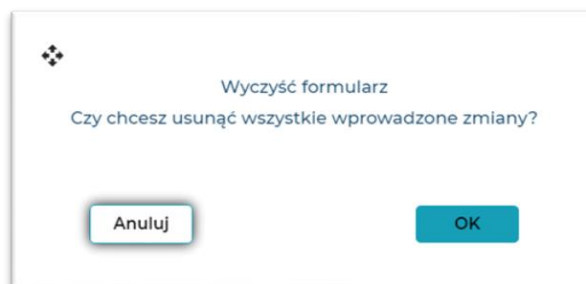 Wyczyść formularz
Czy chcesz usunąć wszystkie wprowadzone zmiany?
Anuluj
OK